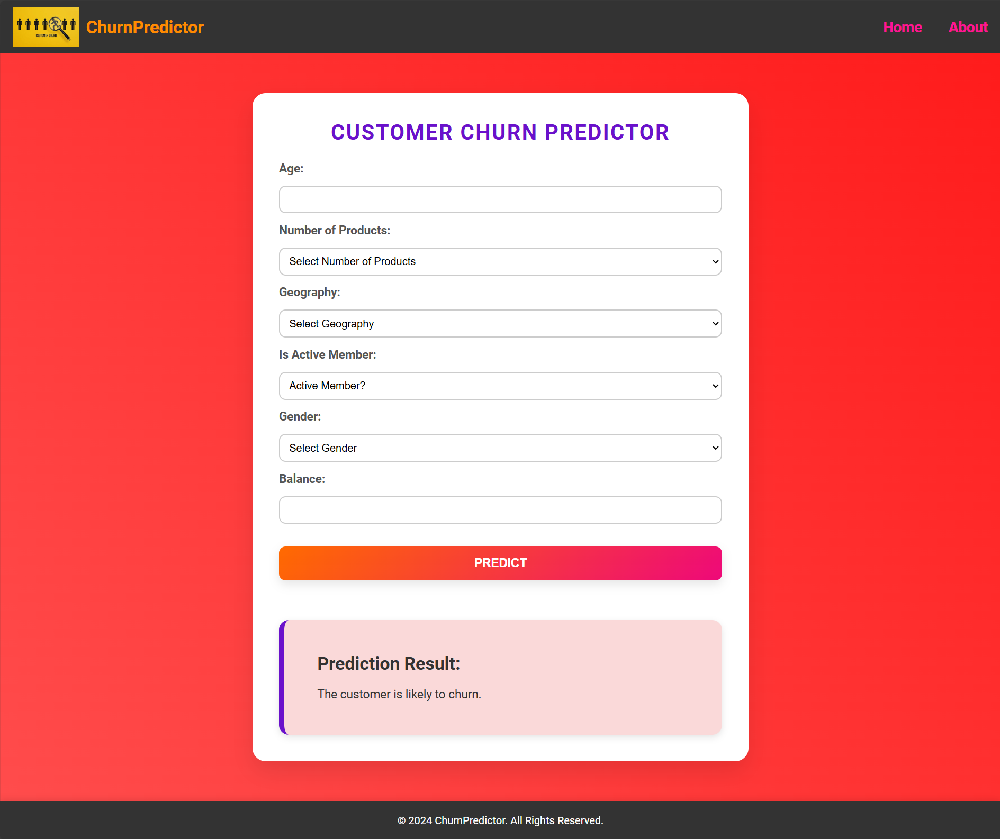 CUSTOMER CHURN
ChurnPredictor
Home
About
CUSTOMER CHURN PREDICTOR
Age:
Number of Products:
Select Number of Products
Geography:
Select Geography
Is Active Member:
Active Member?
Gender:
Select Gender
Balance:
PREDICT
Prediction Result:
The customer is likely to churn.
© 2024 ChurnPredictor. All Rights Reserved.